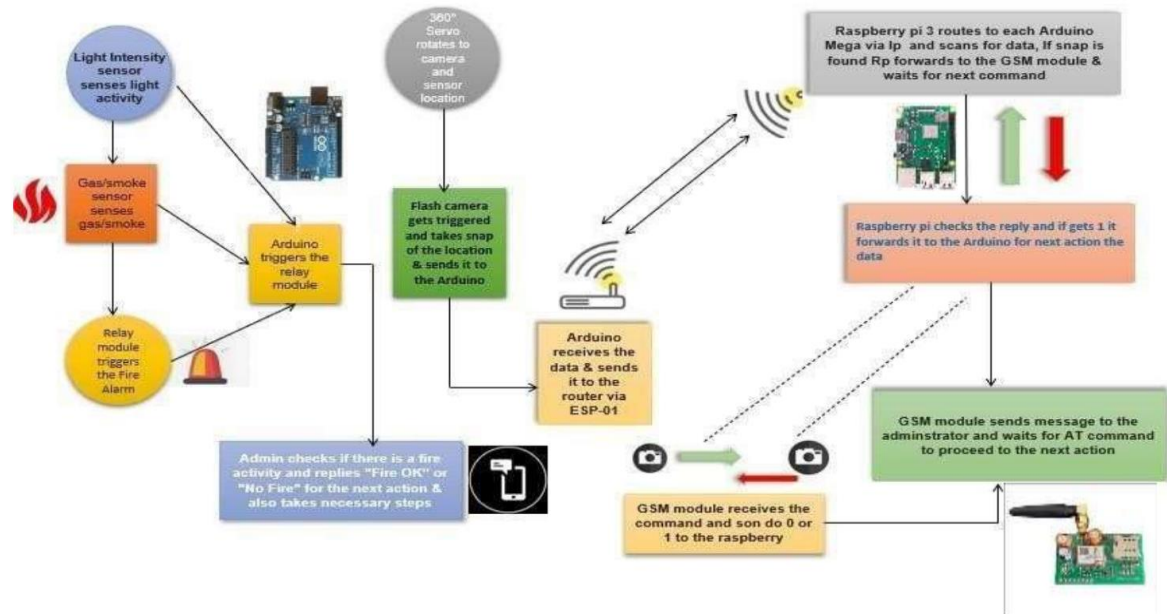 Light Intensity
sensor
senses light
activity
Gas/smoke
sensor
senses
gas/smoke
Relay
module
triggers
the Fire
Alarm
Arduino
triggers the
relay
module
360°
Servo
rotates to
camera
and
sensor
location
Flash camera
gets triggered
and takes snap
of the location
& sends it to
the Arduino
Arduino
receives the
data & sends
it to the
router via
ESP-01
Admin checks if there is a fire
activity and replies "Fire OK" or
"No Fire" for the next action &
also takes necessary steps
Raspberry pi 3 routes to each Arduino
Mega via Ip and scans for data, If snap is
found Rp forwards to the GSM module &
waits for next command
Raspberry pi checks the reply and if gets 1 it
forwards it to the Arduino for next action the
data
GSM module sends message to the
adminstrator and waits for AT command
to proceed to the next action
GSM module receives the
command and son do 0 or
1 to the raspberry